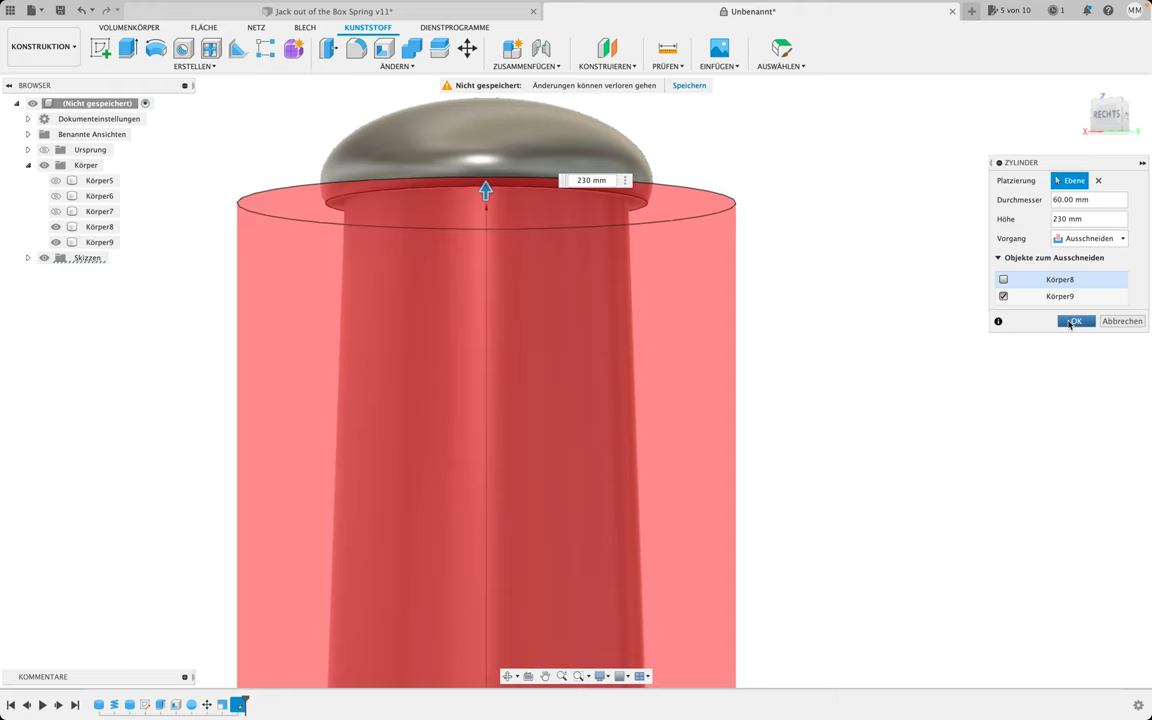 Jack out of the Box Spring v11*
Unbenannt*
5 von 10
1
MM
KONSTRUKTION
VOLUMENKÖRPER
FLÄCHE
NETZ
BLECH
KUNSTSTOFF
DIENSTPROGRAMME
ERSTELLEN
ÄNDERN
ZUSAMMENFÜGEN
KONSTRUIEREN
PRÜFEN
EINFÜGEN
AUSWÄHLEN
BROWSER
Nicht gespeichert:
Änderungen können verloren gehen
Speichern
(Nicht gespeichert)
Dokumenteinstellungen
Benannte Ansichten
Ursprung
Körper
Körper5
Körper6
Körper7
Körper8
Körper9
Skizzen
230 mm
Z
RECHTS
X
Y
ZYLINDER
Platzierung
Ebene
Durchmesser
60.00 mm
Höhe
230 mm
Vorgang
Ausschneiden
Objekte zum Ausschneiden
Körper8
Körper9
OK
Abbrechen
KOMMENTARE